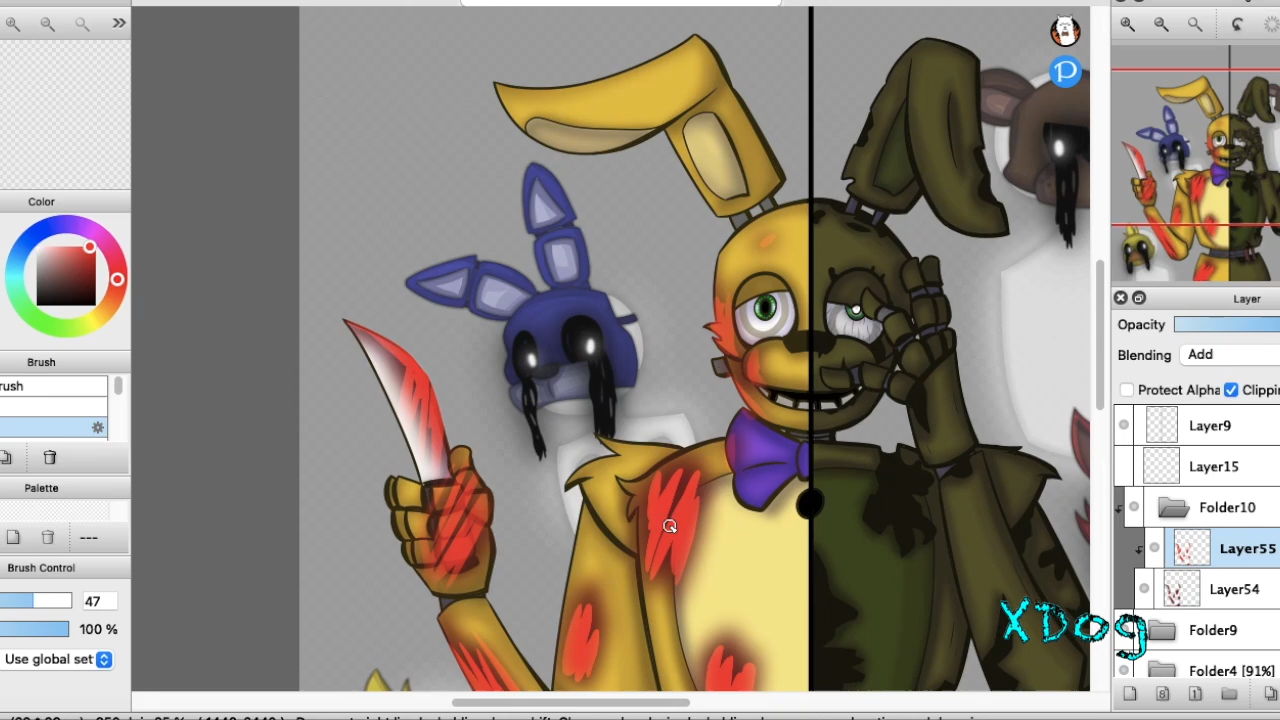 Color
Brush
rush
Palette
---
Brush Control
47
100 %
Use global set
P
XDog
Layer
Opacity
Blending Add
Protect Alpha Clippin
Layer9
Layer15
Folder10
Layer55
Layer54
Folder9
Folder4 [91%]